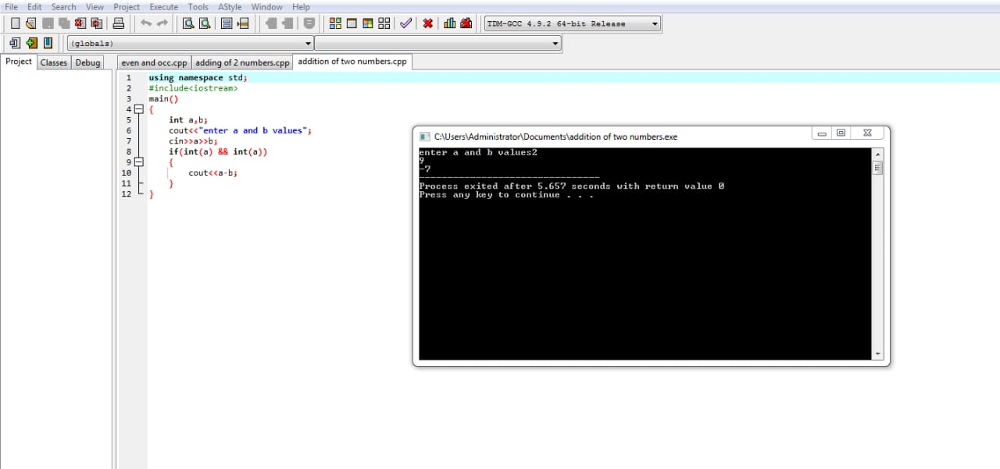 File Edit Search View Project Execute Tools AStyle Window Help
TDM-GCC 4.9.2 64-bit Release
(globals)
Project Classes Debug
even and occ.cpp adding of 2 numbers.cpp addition of two numbers.cpp
1 using namespace std;
2 #include<iostream>
3 main()
4 {
5 int a,b;
6 cout<<"enter a and b values";
7 cin>>a>>b;
8 if(int(a) && int(a))
9 {
10 cout<<a-b;
11 }
12 }
C:\Users\Administrator\Documents\addition of two numbers.exe
enter a and b values2
9
-7
--------------------------------
Process exited after 5.657 seconds with return value 0
Press any key to continue . . .